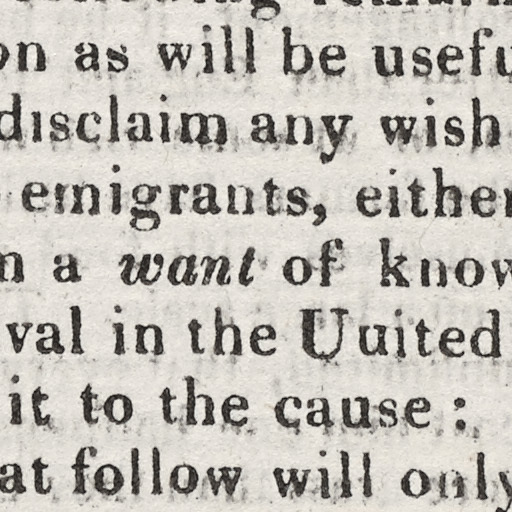 on as will be usefu
disclaim any wish
emigrants, either
n a want of know
val in the Uuited
it to the cause :
at follow will only